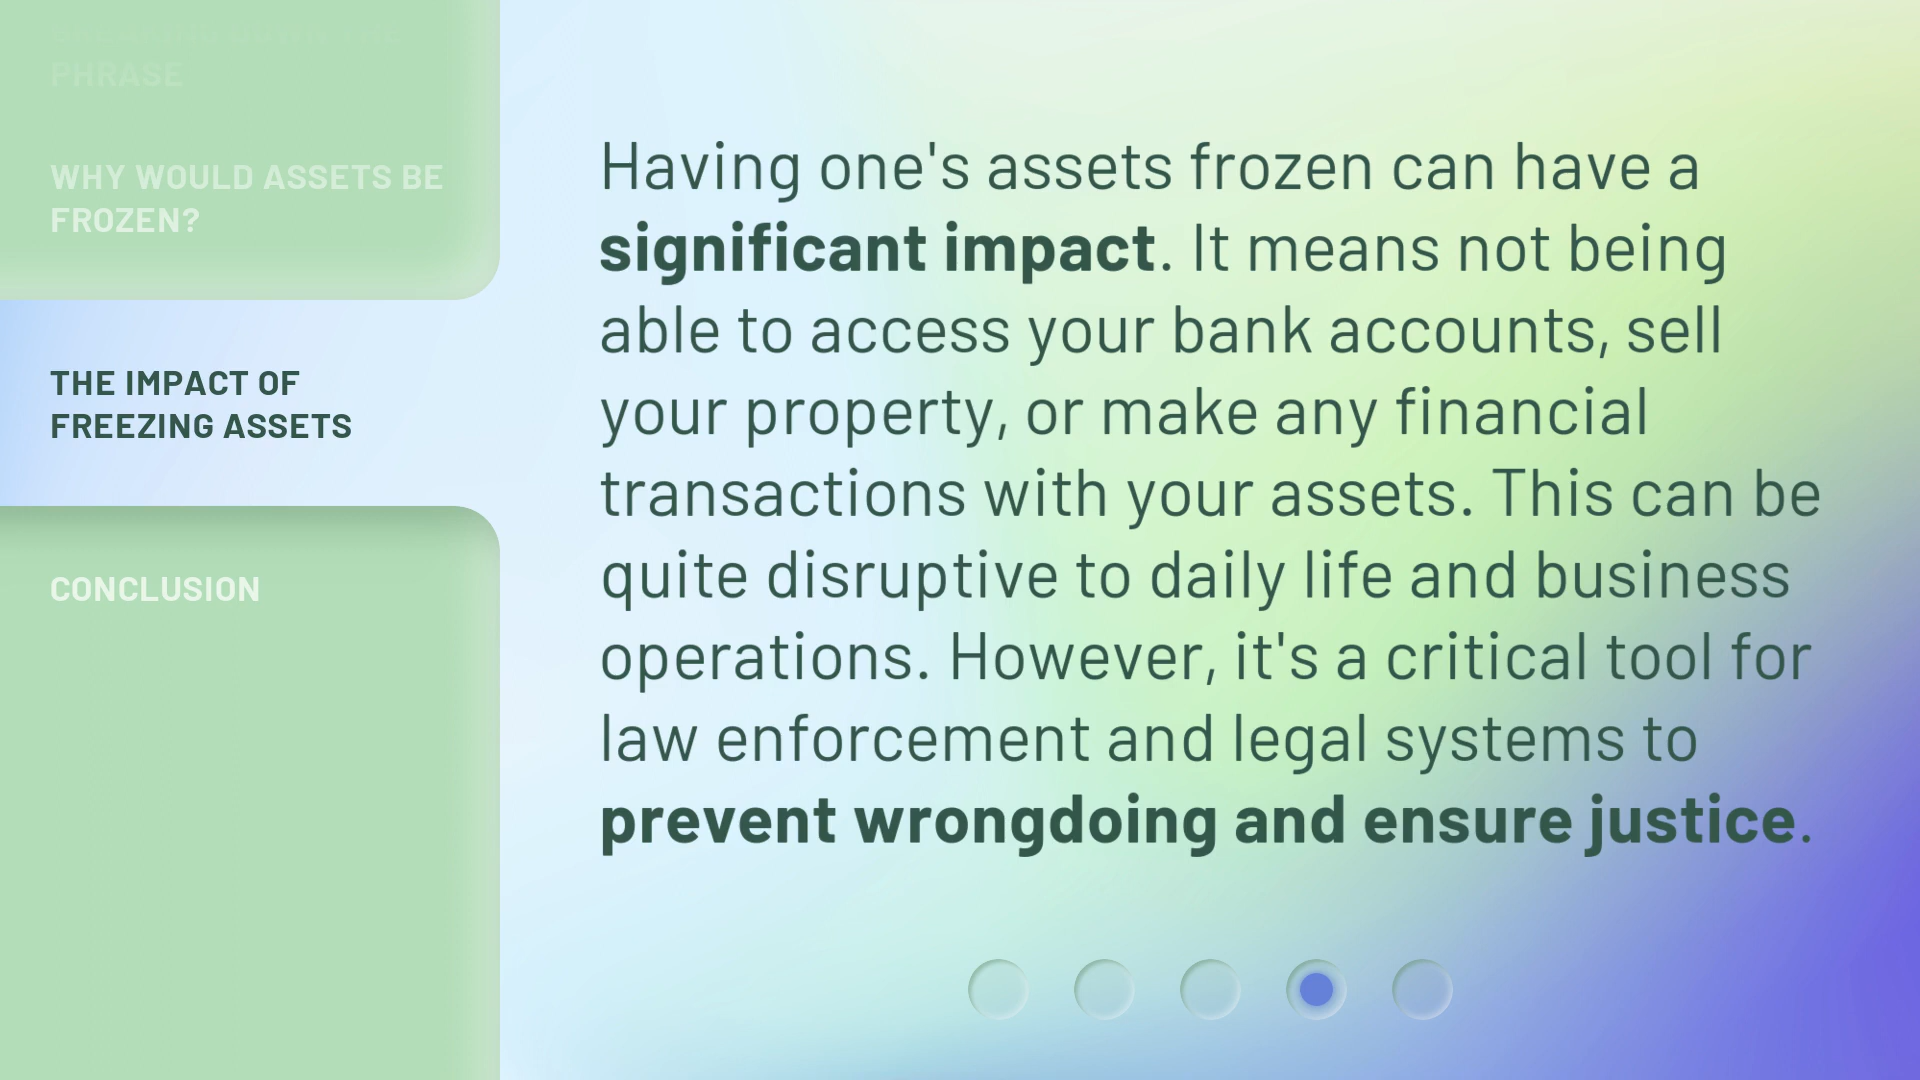 PHRASE
WHY WOULD ASSETS BE
FROZEN?
THE IMPACT OF
FREEZING ASSETS
CONCLUSION
Having one's assets frozen can have a
significant impact. It means not being
able to access your bank accounts, sell
your property, or make any financial
transactions with your assets. This can be
quite disruptive to daily life and business
operations. However, it's a critical tool for
law enforcement and legal systems to
prevent wrongdoing and ensure justice.